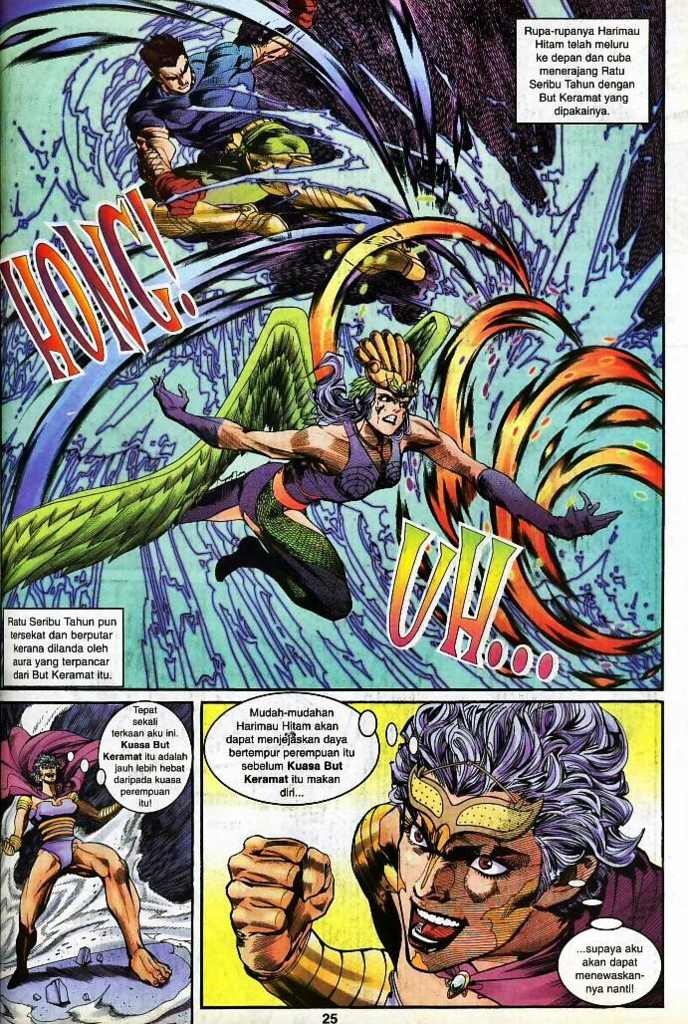 Rupa-rupanya Harimau
Hitam telah meluru
ke depan dan cuba
menerajang Ratu
Seribu Tahun dengan
But Keramat yang
dipakainya.
HONG!
UH...
Ratu Seribu Tahun pun
tersekat dan berputar
kerana dilanda oleh
aura yang terpancar
dari But Keramat itu.
Tepat
sekali
terkaan aku ini.
Kuasa But
Keramat itu adalah
jauh lebih hebat
daripada kuasa
perempuan
itu!
Mudah-mudahan
Harimau Hitam akan
dapat menjejaskan daya
bertempur perempuan itu
sebelum Kuasa But
Keramat itu makan
diri...
...supaya aku
akan dapat
menewaskan-
nya nanti!
25